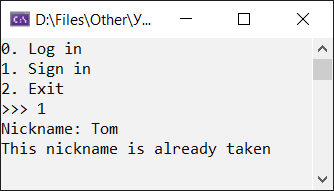 D:\Files\Other\У...
0. Log in
1. Sign in
2. Exit
>>> 1
Nickname: Tom
This nickname is already taken